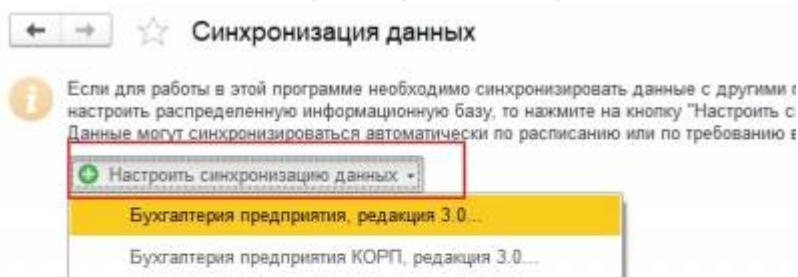 Синхронизация данных
Если для работы в этой программе необходимо синхронизировать данные с другими
настроить распределенную информационную базу, то нажмите на кнопку "Настроить
Данные могут синхронизироваться автоматически по расписанию или по требованию
Настроить синхронизацию данных
Бухгалтерия предприятия, редакция 3.0...
Бухгалтерия предприятия КОРП, редакция 3.0...